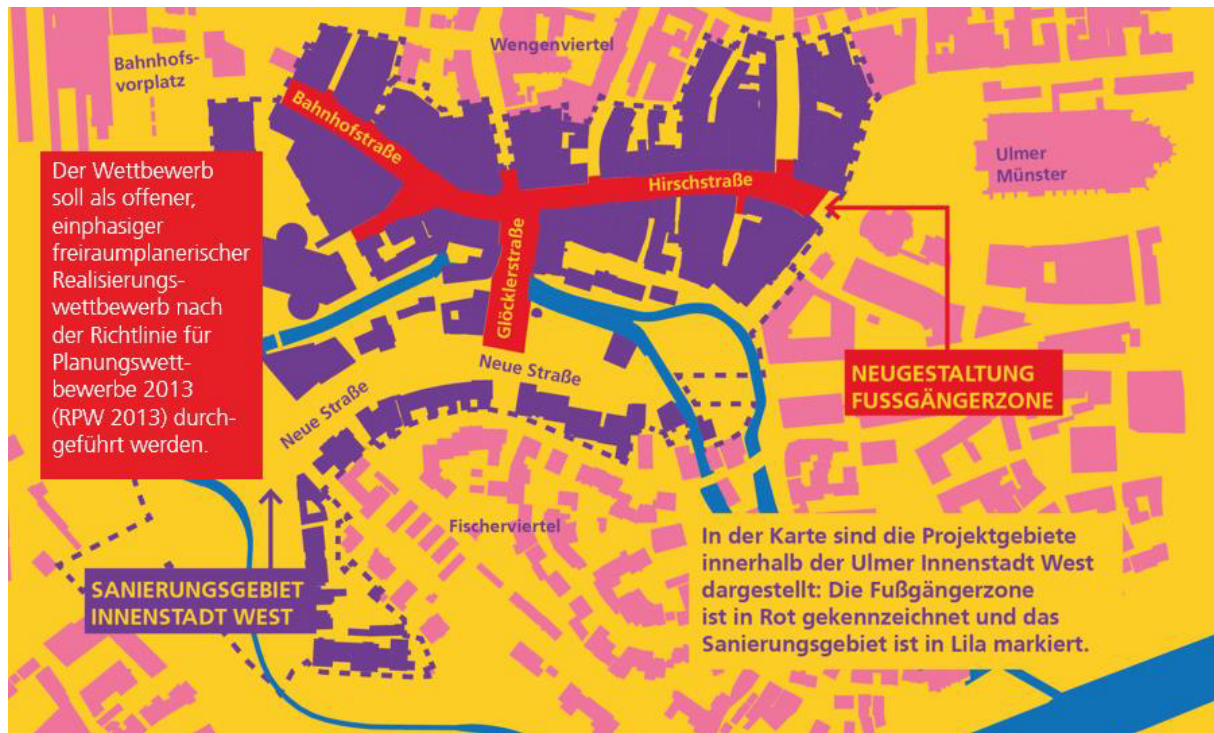 Wengenviertel
Bahnhofs-
vorplatz
Bahnhofstraße
Der Wettbewerb
soll als offener,
einphasiger
freiraumplanerischer
Realisierungs-
wettbewerb nach
der Richtlinie für
Planungswett-
bewerbe 2013
(RPW 2013) durch-
geführt werden.
Hirschstraße
Ulmer
Münster
Glöcklerstraße
Neue Straße
Neue Straße
NEUGESTALTUNG
FUSSGÄNGERZONE
Fischerviertel
SANIERUNGSGEBIET
INNENSTADT WEST
In der Karte sind die Projektgebiete
innerhalb der Ulmer Innenstadt West
dargestellt: Die Fußgängerzone
ist in Rot gekennzeichnet und das
Sanierungsgebiet ist in Lila markiert.